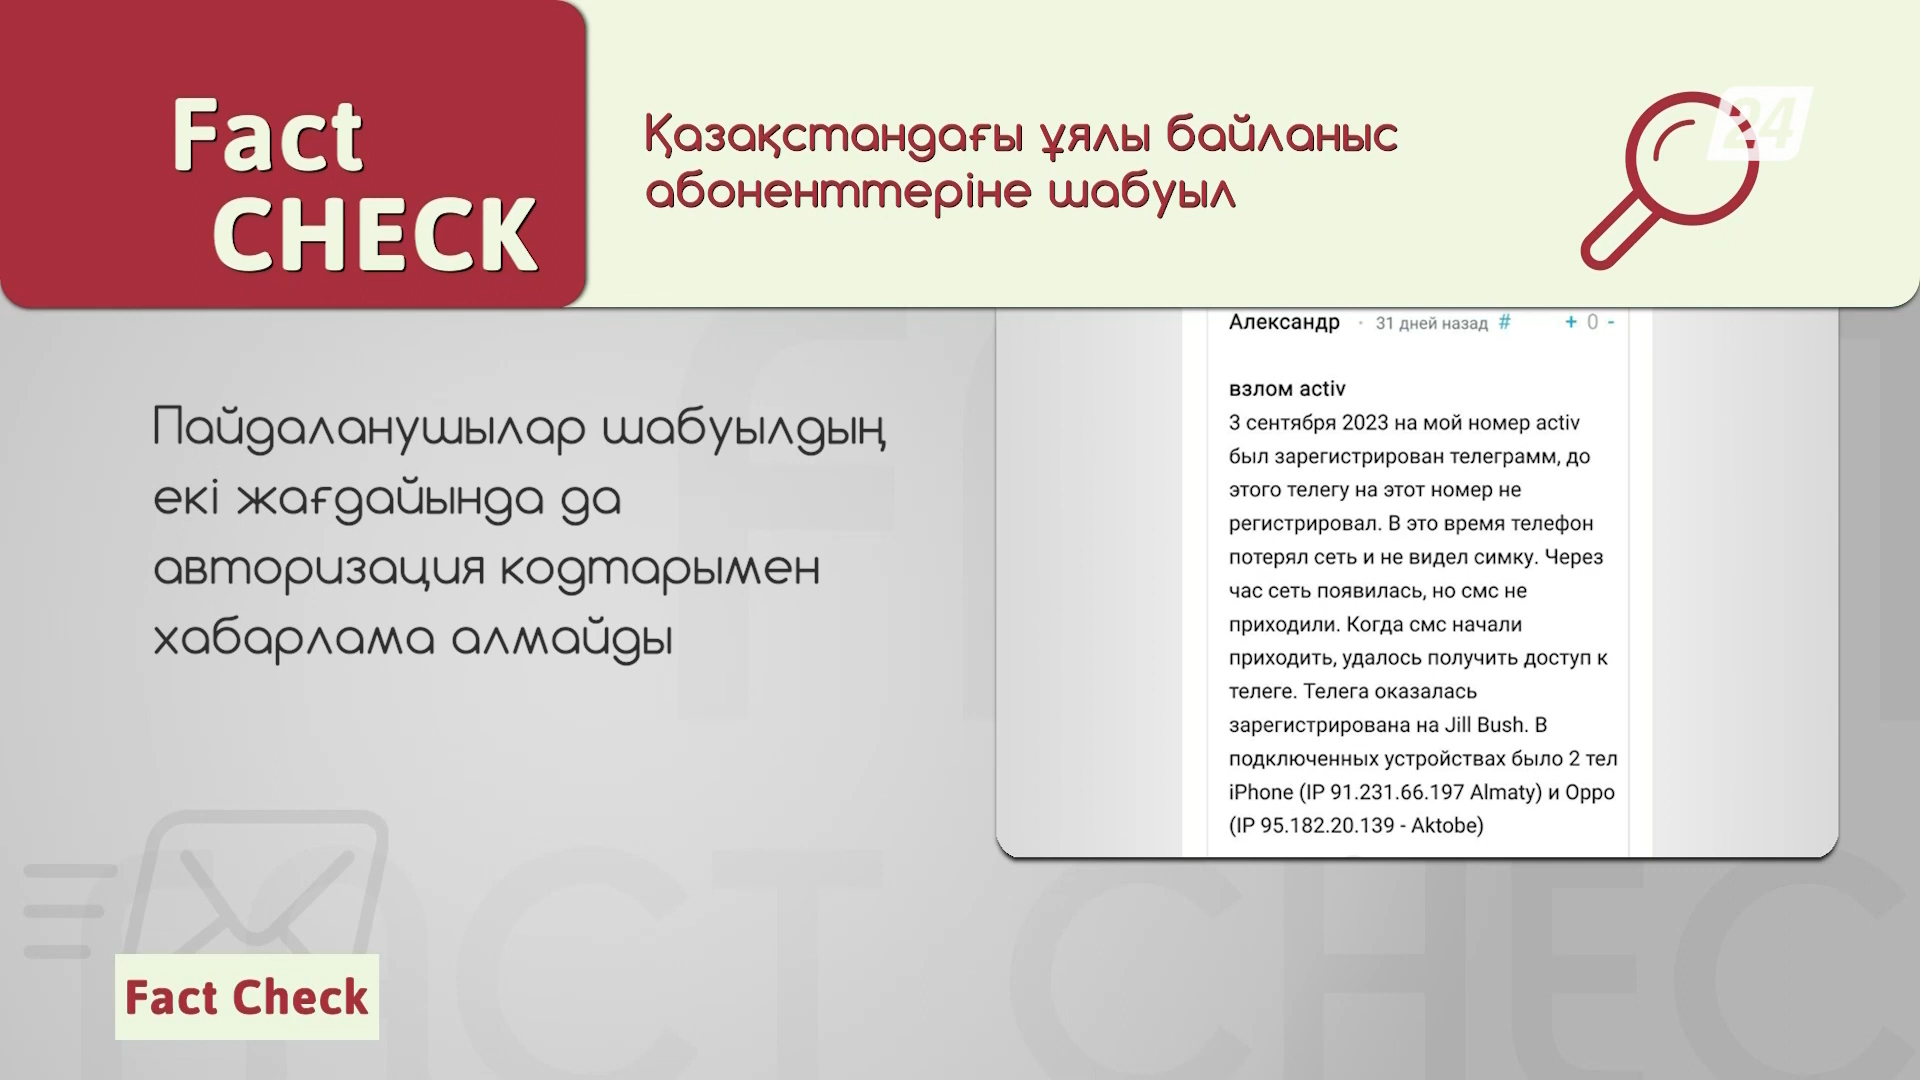 Fact
CHECK
Қазақстандағы ұялы байланыс
абоненттеріне шабуыл
24
Пайдаланушылар шабуылдың
екі жағдайында да
авторизация кодтарымен
хабарлама алмайды
Александр · 31 дней назад # + 0 -
взлом activ
3 сентября 2023 на мой номер activ
был зарегистрирован телеграмм, до
этого телегу на этот номер не
регистрировал. В это время телефон
потерял сеть и не видел симку. Через
час сеть появилась, но смс не
приходили. Когда смс начали
приходить, удалось получить доступ к
телеге. Телега оказалась
зарегистрирована на Jill Bush. В
подключенных устройствах было 2 тел
iPhone (IP 91.231.66.197 Almaty) и Oppo
(IP 95.182.20.139 - Aktobe)
Fact Check